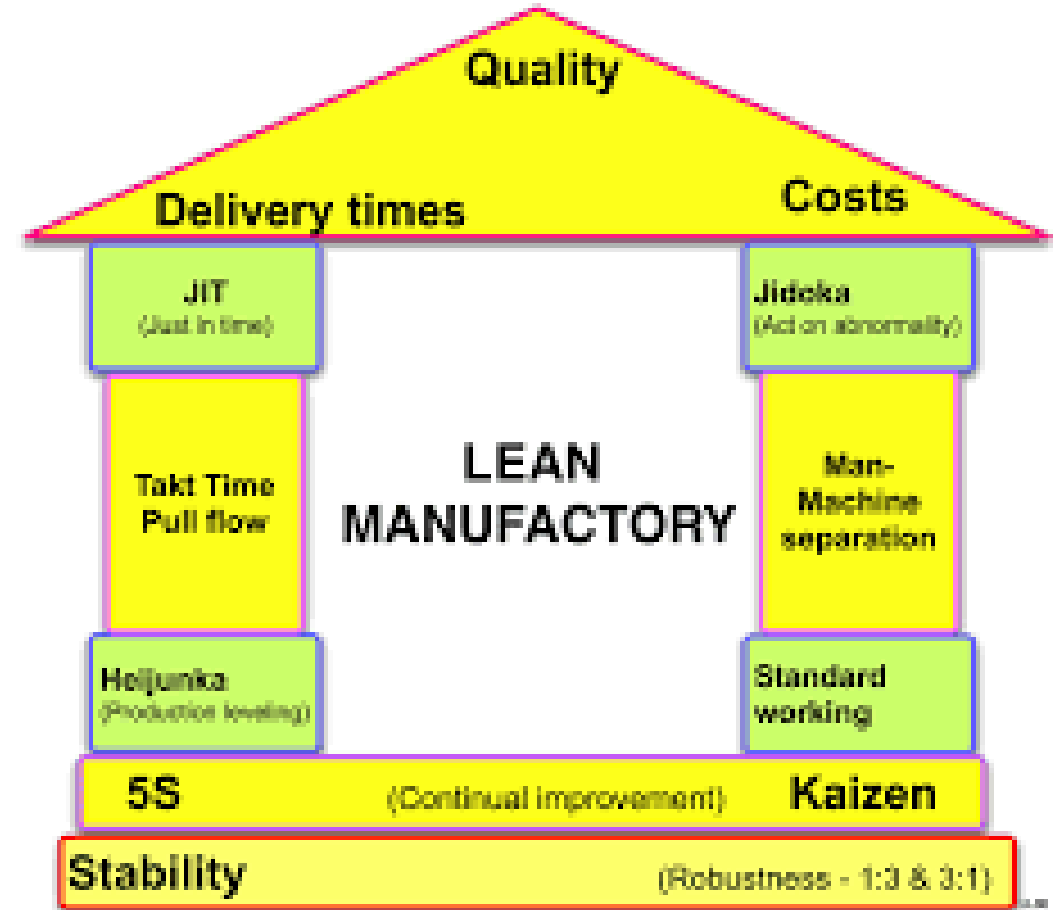 Quality
Delivery times
Costs
JIT
(Just in time)
Jidoka
(Act on abnormality)
Takt Time
Pull flow
LEAN
MANUFACTORY
Man-
Machine
separation
Heijunka
(Production leveling)
Standard
working
5S
(Continual improvement)
Kaizen
Stability
(Robustness - 1:3 & 3:1)